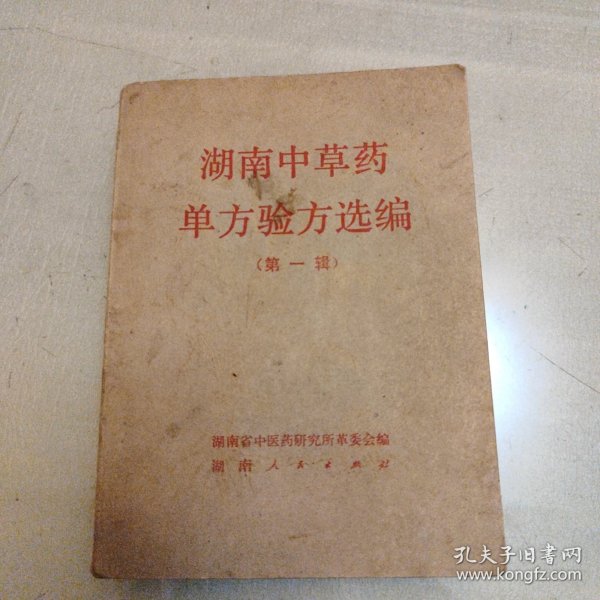 湖南中草药
单方验方选编
（第一辑）
湖南省中医药研究所革委会编
湖南人民出版社
孔夫子旧书网
www.kongfz.com